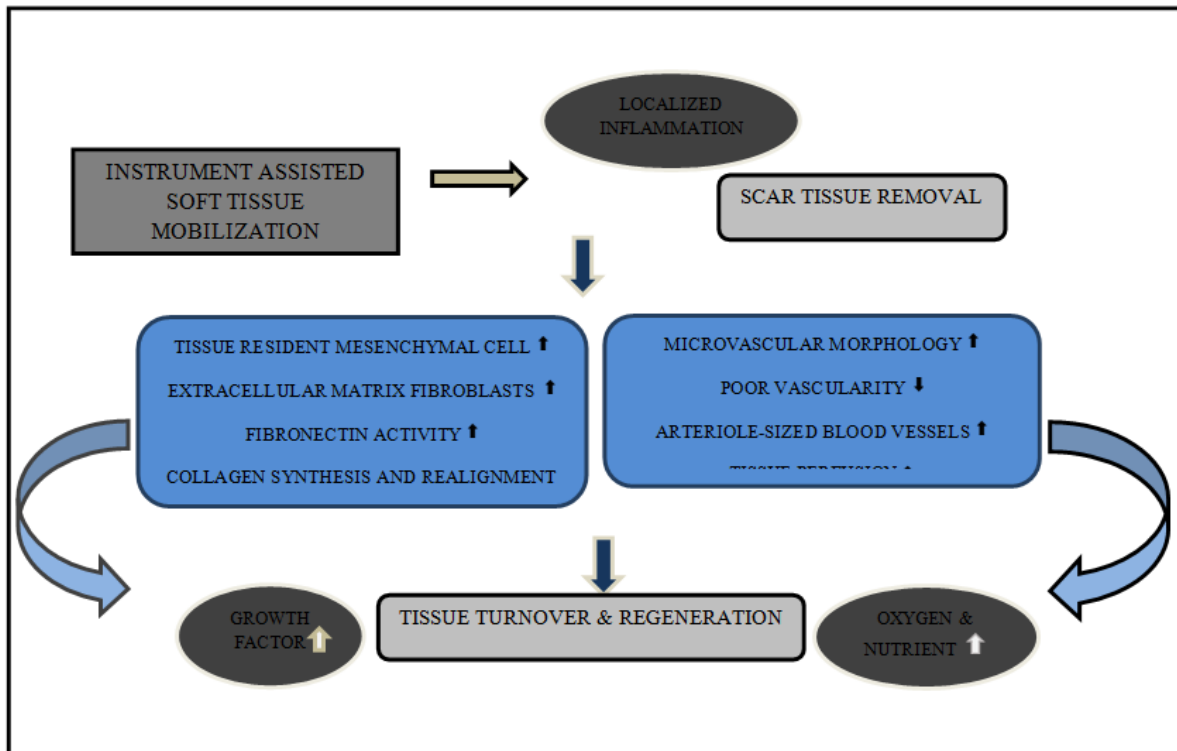 LOCALIZED
INFLAMMATION
INSTRUMENT ASSISTED
SOFT TISSUE
MOBILIZATION
SCAR TISSUE REMOVAL
TISSUE RESIDENT MESENCHYMAL CELL ⬆
EXTRACELLULAR MATRIX FIBROBLASTS ⬆
FIBRONECTIN ACTIVITY ⬆
COLLAGEN SYNTHESIS AND REALIGNMENT
MICROVASCULAR MORPHOLOGY ⬆
POOR VASCULARITY ⬇
ARTERIOLE-SIZED BLOOD VESSELS ⬆
TISSUE PERFUSION ⬆
GROWTH
FACTOR ⬆
TISSUE TURNOVER & REGENERATION
OXYGEN &
NUTRIENT ⬆